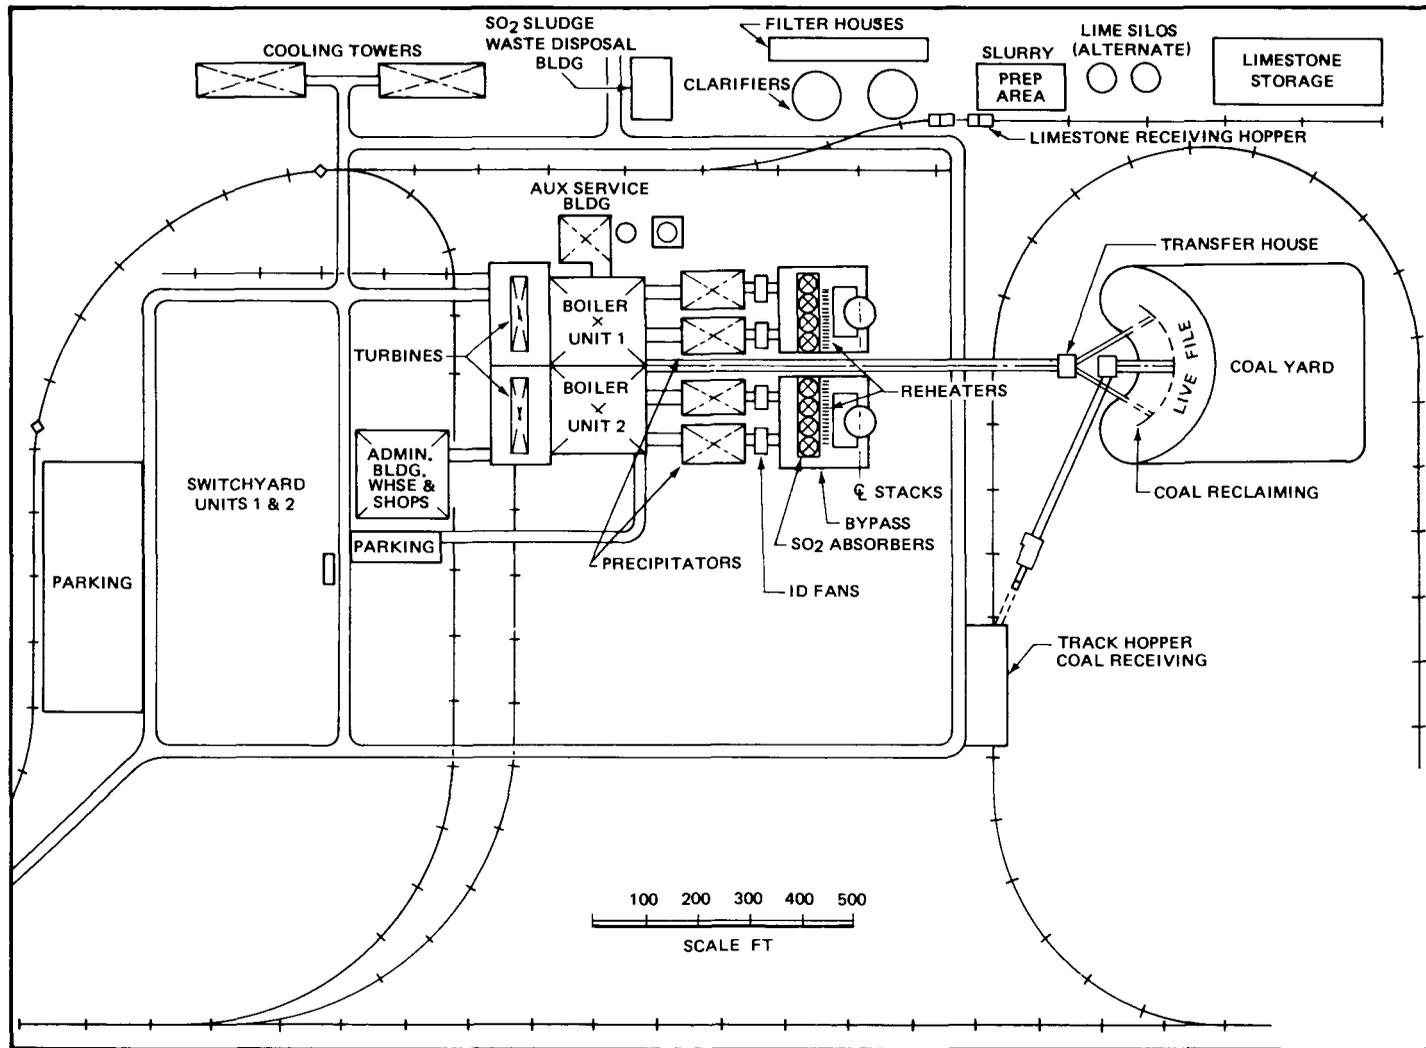 SO2 SLUDGE
WASTE DISPOSAL
BLDG
FILTER HOUSES
LIME SILOS
(ALTERNATE)
COOLING TOWERS
CLARIFIERS
SLURRY
PREP
AREA
LIMESTONE
STORAGE
LIMESTONE RECEIVING HOPPER
AUX SERVICE
BLDG
TRANSFER HOUSE
BOILER
UNIT 1
TURBINES
BOILER
UNIT 2
REHEATERS
LIVE FILE
COAL YARD
ADMIN.
BLDG.
WHSE &
SHOPS
SWITCHYARD
UNITS 1 & 2
℄ STACKS
COAL RECLAIMING
BYPASS
SO2 ABSORBERS
PARKING
PRECIPITATORS
ID FANS
PARKING
TRACK HOPPER
COAL RECEIVING
100 200 300 400 500
SCALE FT